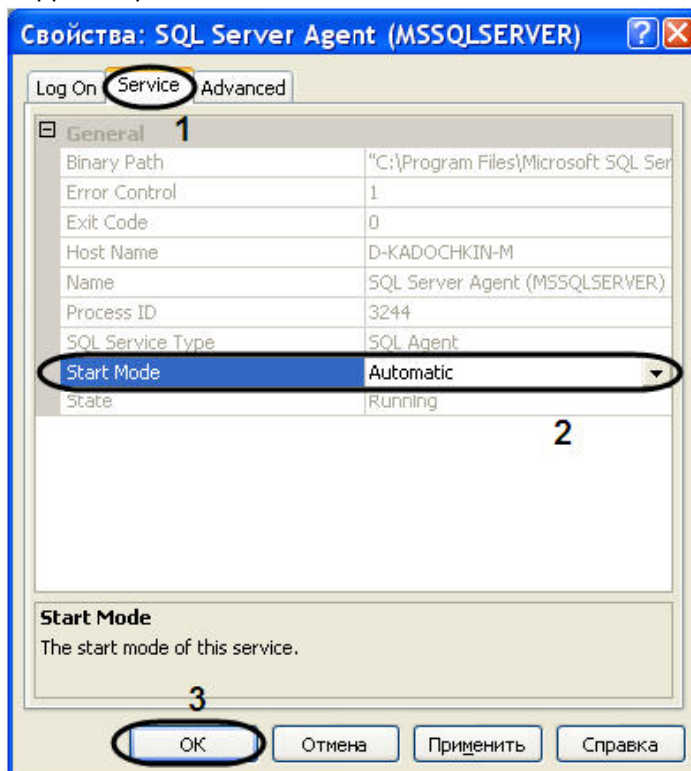 Свойства: SQL Server Agent (MSSQLSERVER)
Log On Service Advanced
1
General
Binary Path "C:\Program Files\Microsoft SQL Ser
Error Control 1
Exit Code 0
Host Name D-KADOCHKIN-M
Name SQL Server Agent (MSSQLSERVER)
Process ID 3244
SQL Service Type SQL Agent
Start Mode Automatic
State Running
2
Start Mode
The start mode of this service.
3
ОК Отмена Применить Справка